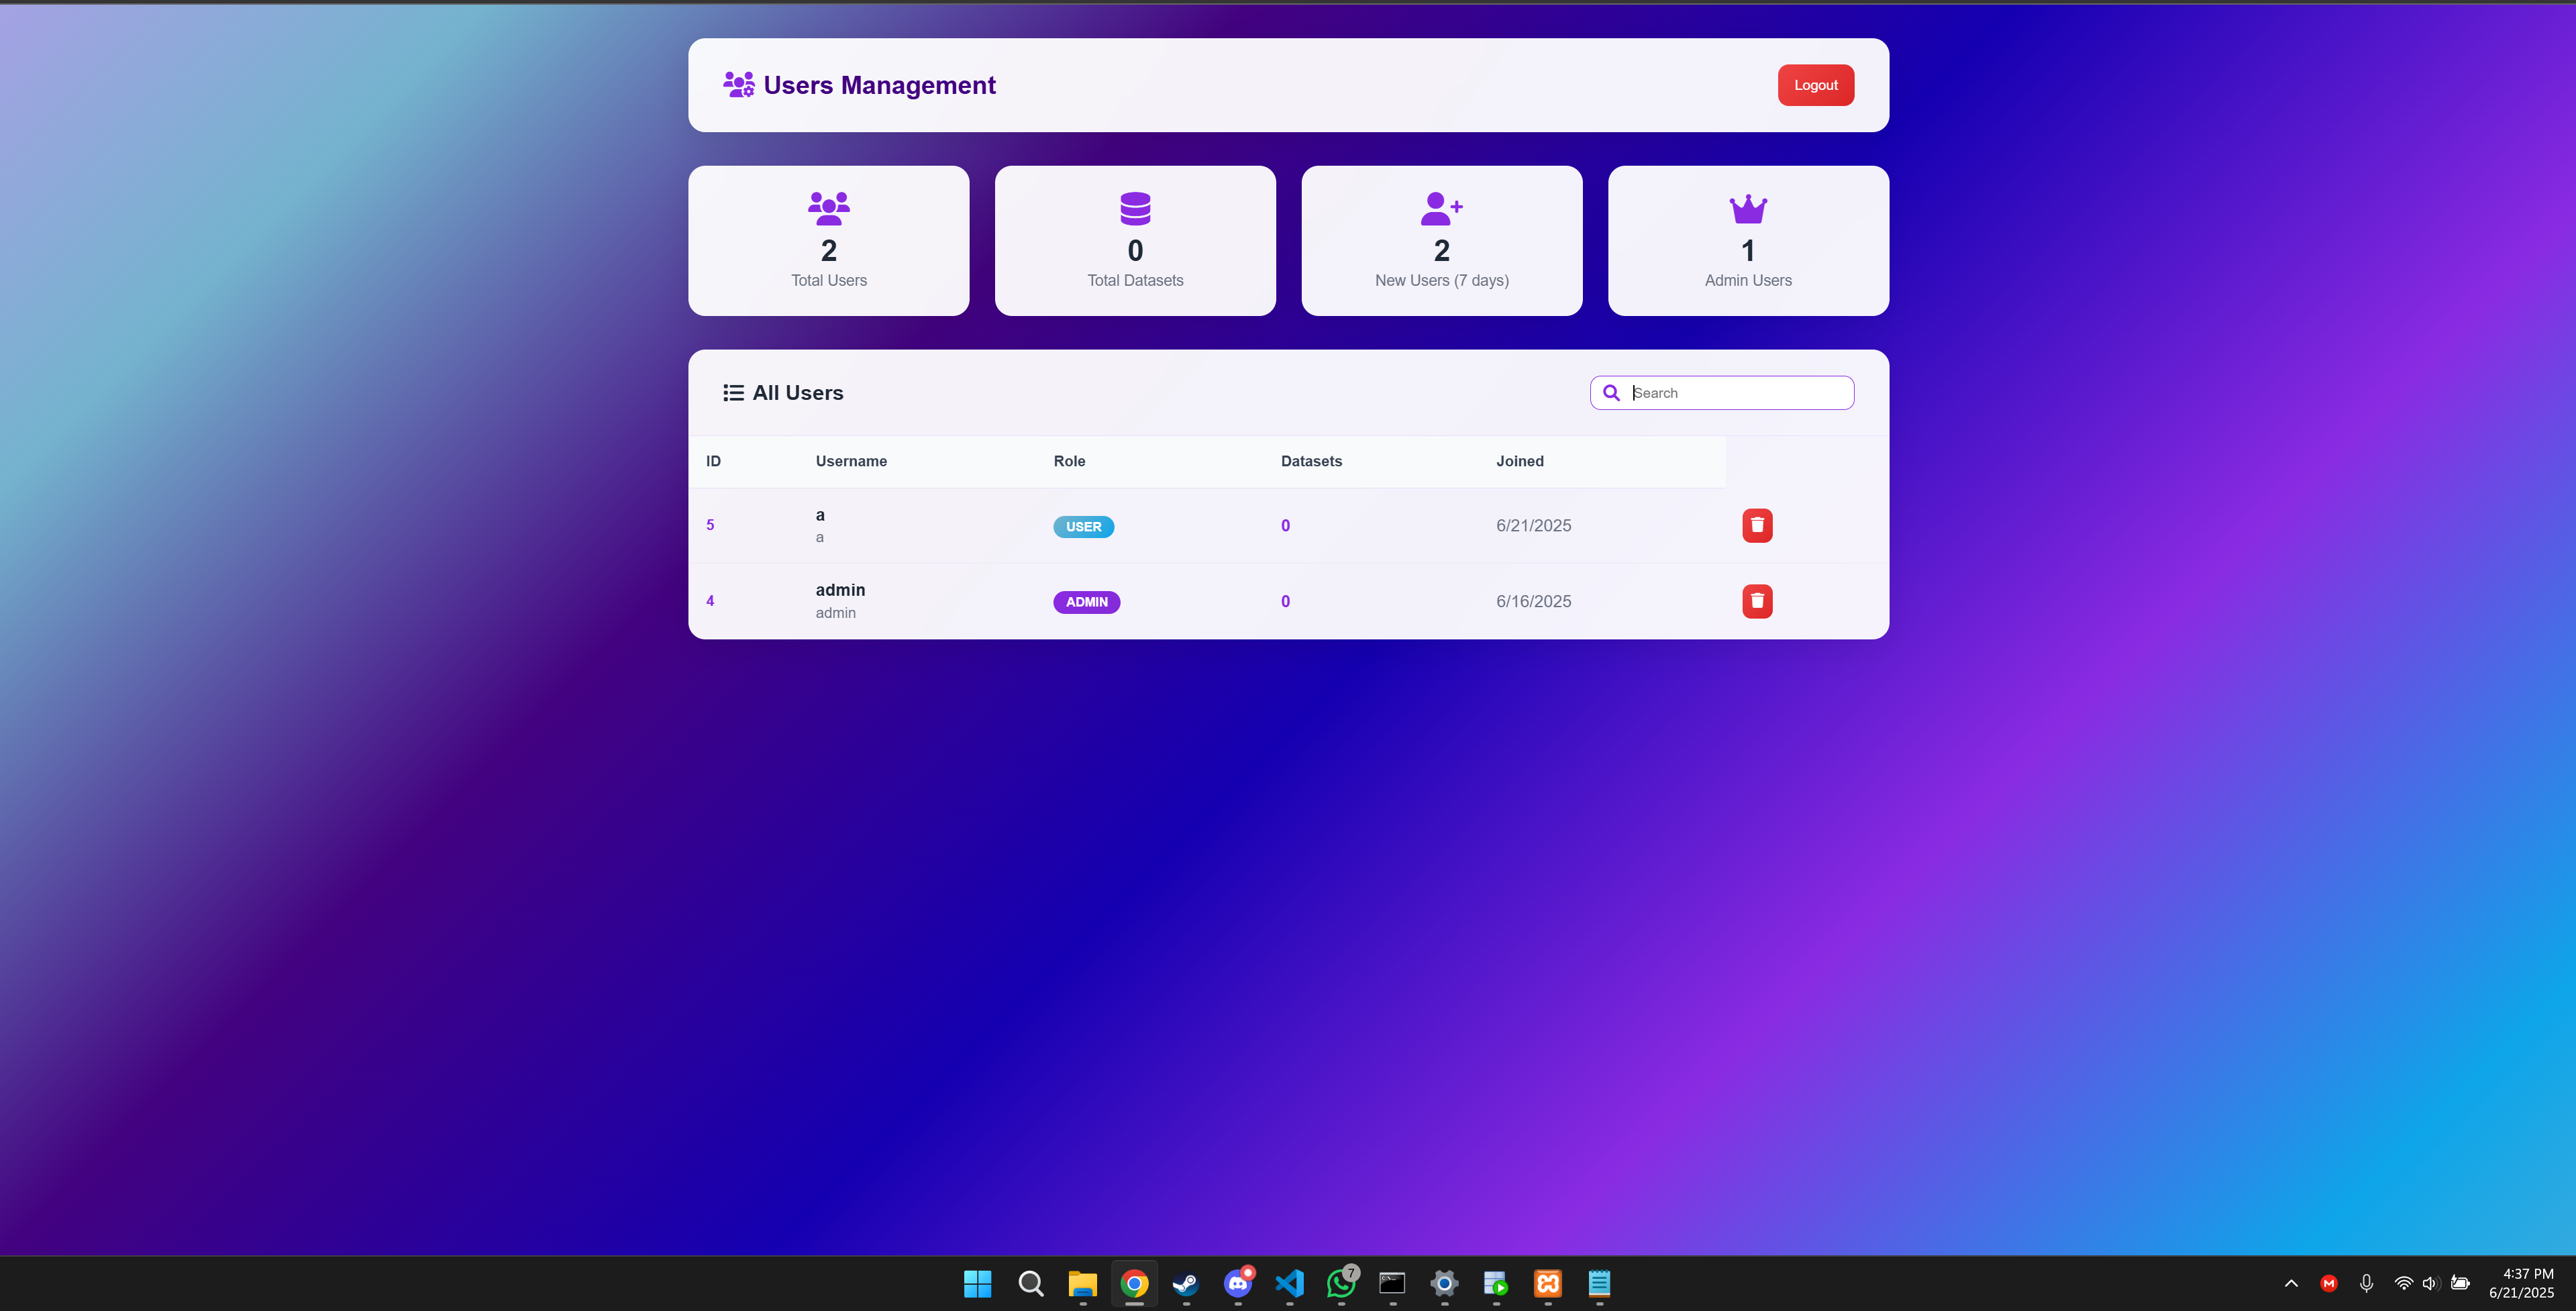 Users Management
Logout
2
Total Users
0
Total Datasets
2
New Users (7 days)
1
Admin Users
All Users
Search
ID Username Role Datasets Joined
5 a USER 0 6/21/2025
a
4 admin ADMIN 0 6/16/2025
admin
7
4:37 PM
6/21/2025